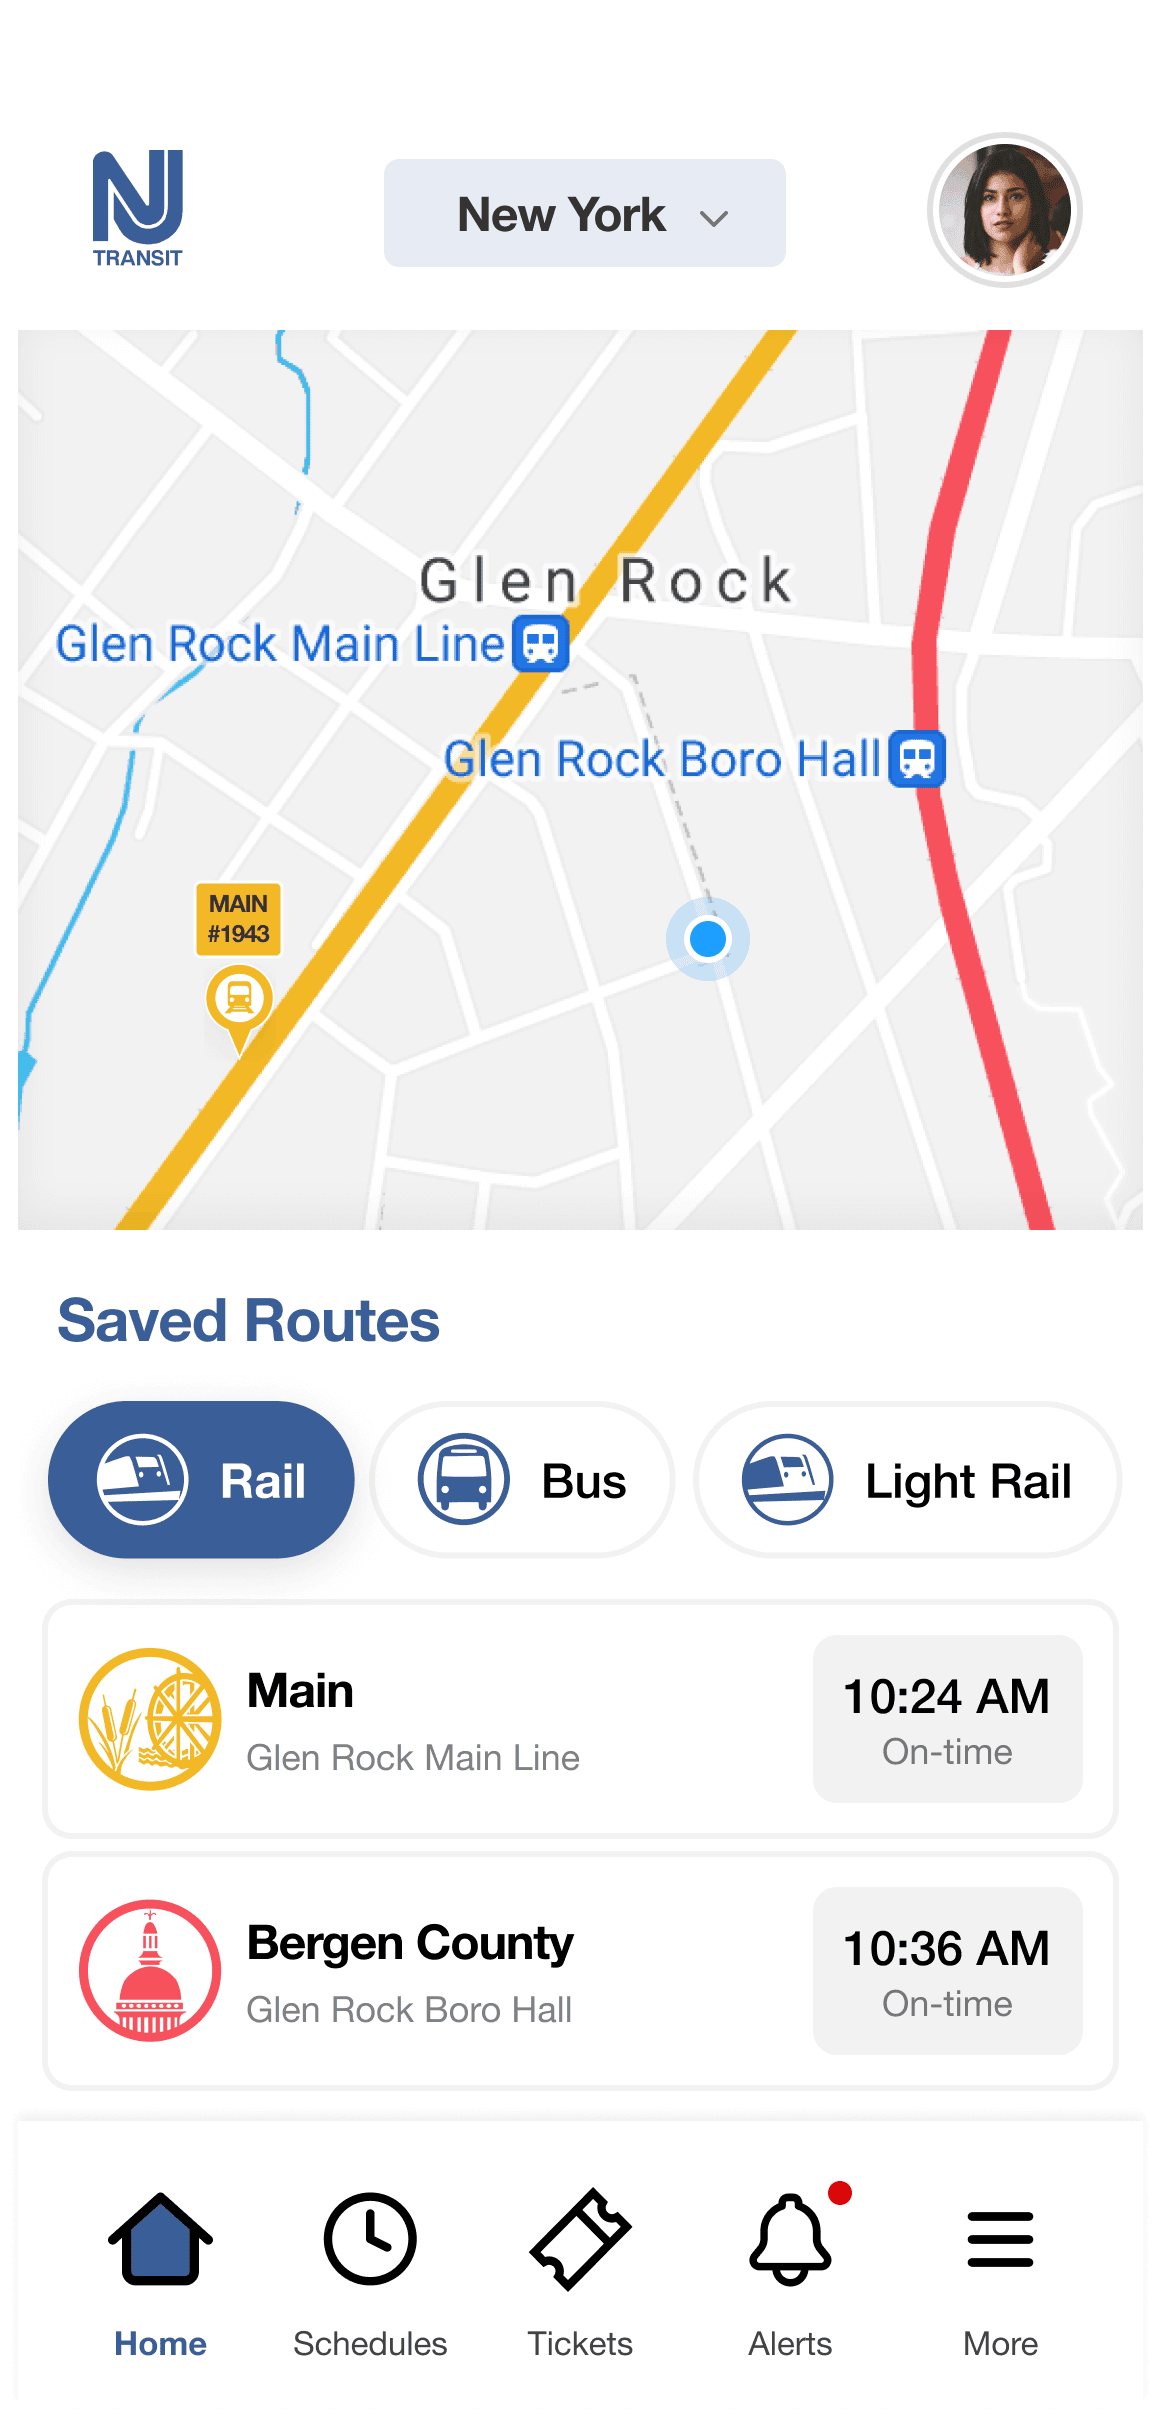 NJ
TRANSIT
New York
Glen Rock
Glen Rock Main Line
Glen Rock Boro Hall
MAIN
#1943
Saved Routes
Rail
Bus
Light Rail
Main
Glen Rock Main Line
10:24 AM
On-time
Bergen County
Glen Rock Boro Hall
10:36 AM
On-time
Home
Schedules
Tickets
Alerts
More